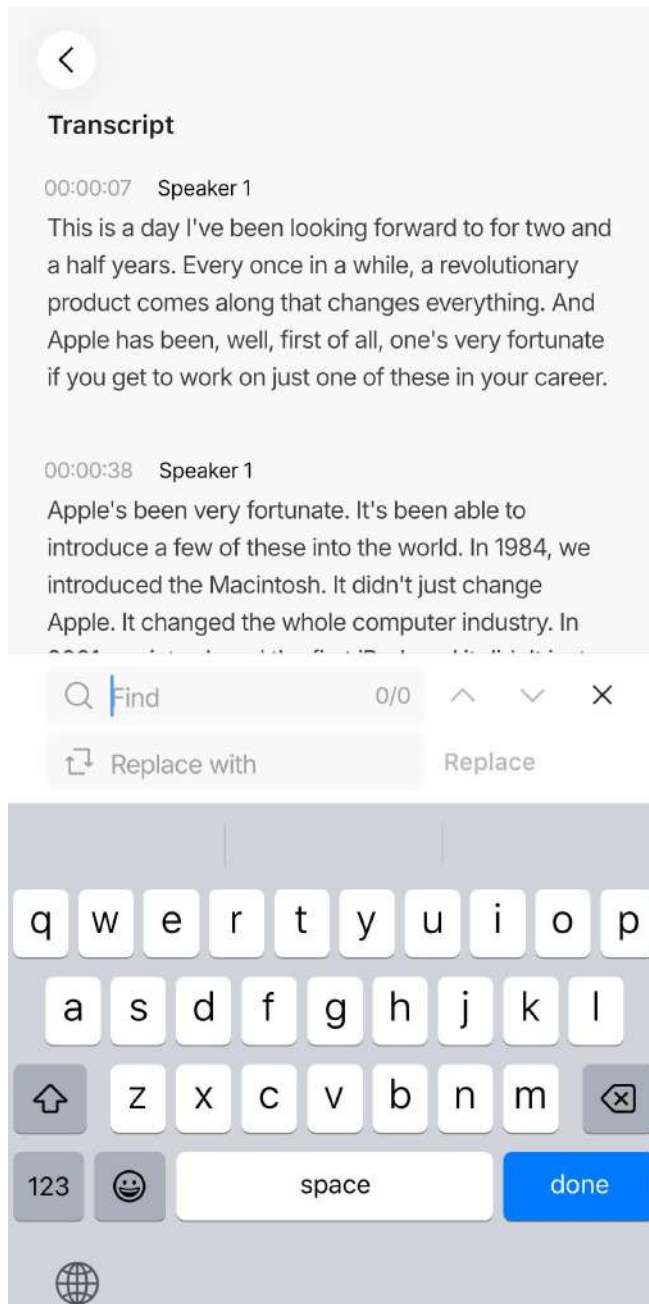 Transcript
00:00:07 Speaker 1
This is a day I've been looking forward to for two and
a half years. Every once in a while, a revolutionary
product comes along that changes everything. And
Apple has been, well, first of all, one's very fortunate
if you get to work on just one of these in your career.
00:00:38 Speaker 1
Apple's been very fortunate. It's been able to
introduce a few of these into the world. In 1984, we
introduced the Macintosh. It didn't just change
Apple. It changed the whole computer industry. In
Find 0/0
Replace with Replace
q w e r t y u i o p
a s d f g h j k l
z x c v b n m
123 space done